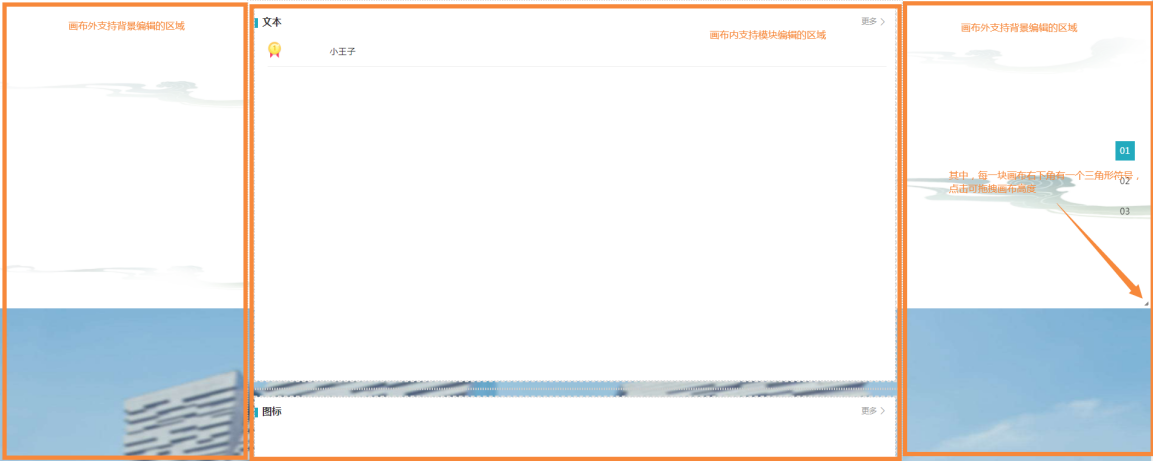 画布外支持背景编辑的区域
文本
更多
画布内支持模块编辑的区域
小王子
画布外支持背景编辑的区域
01
其中，每一块画布右下角有一个三角形符号，
点击可拖拽画布高度
02
03
图标
更多